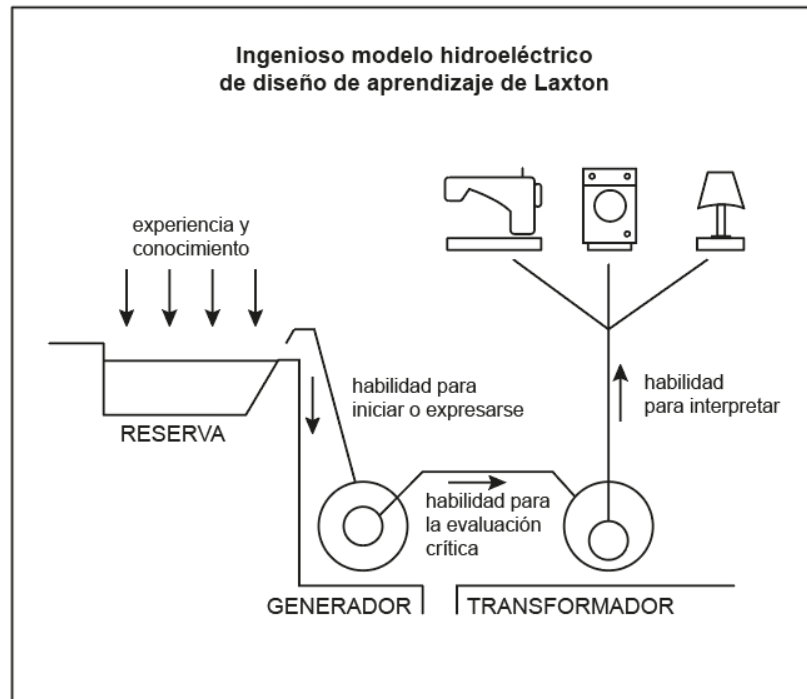 Ingenioso modelo hidroeléctrico
de diseño de aprendizaje de Laxton
experiencia y
conocimiento
RESERVA
habilidad para
iniciar o expresarse
habilidad para
interpretar
habilidad para
la evaluación
crítica
GENERADOR
TRANSFORMADOR